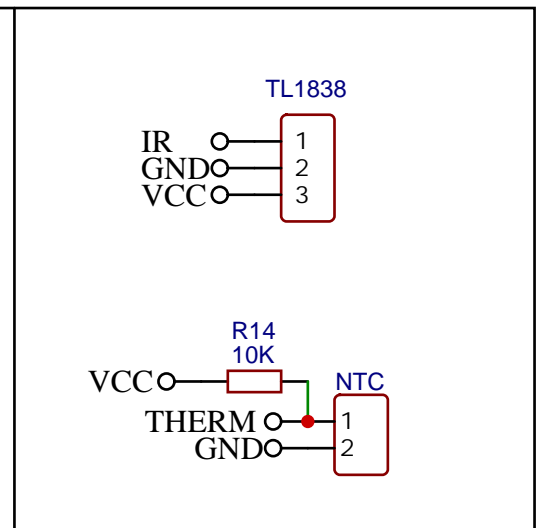 TL1838
IR 1
GND 2
VCC 3
R14
10K
VCC
NTC
THERM 1
GND 2